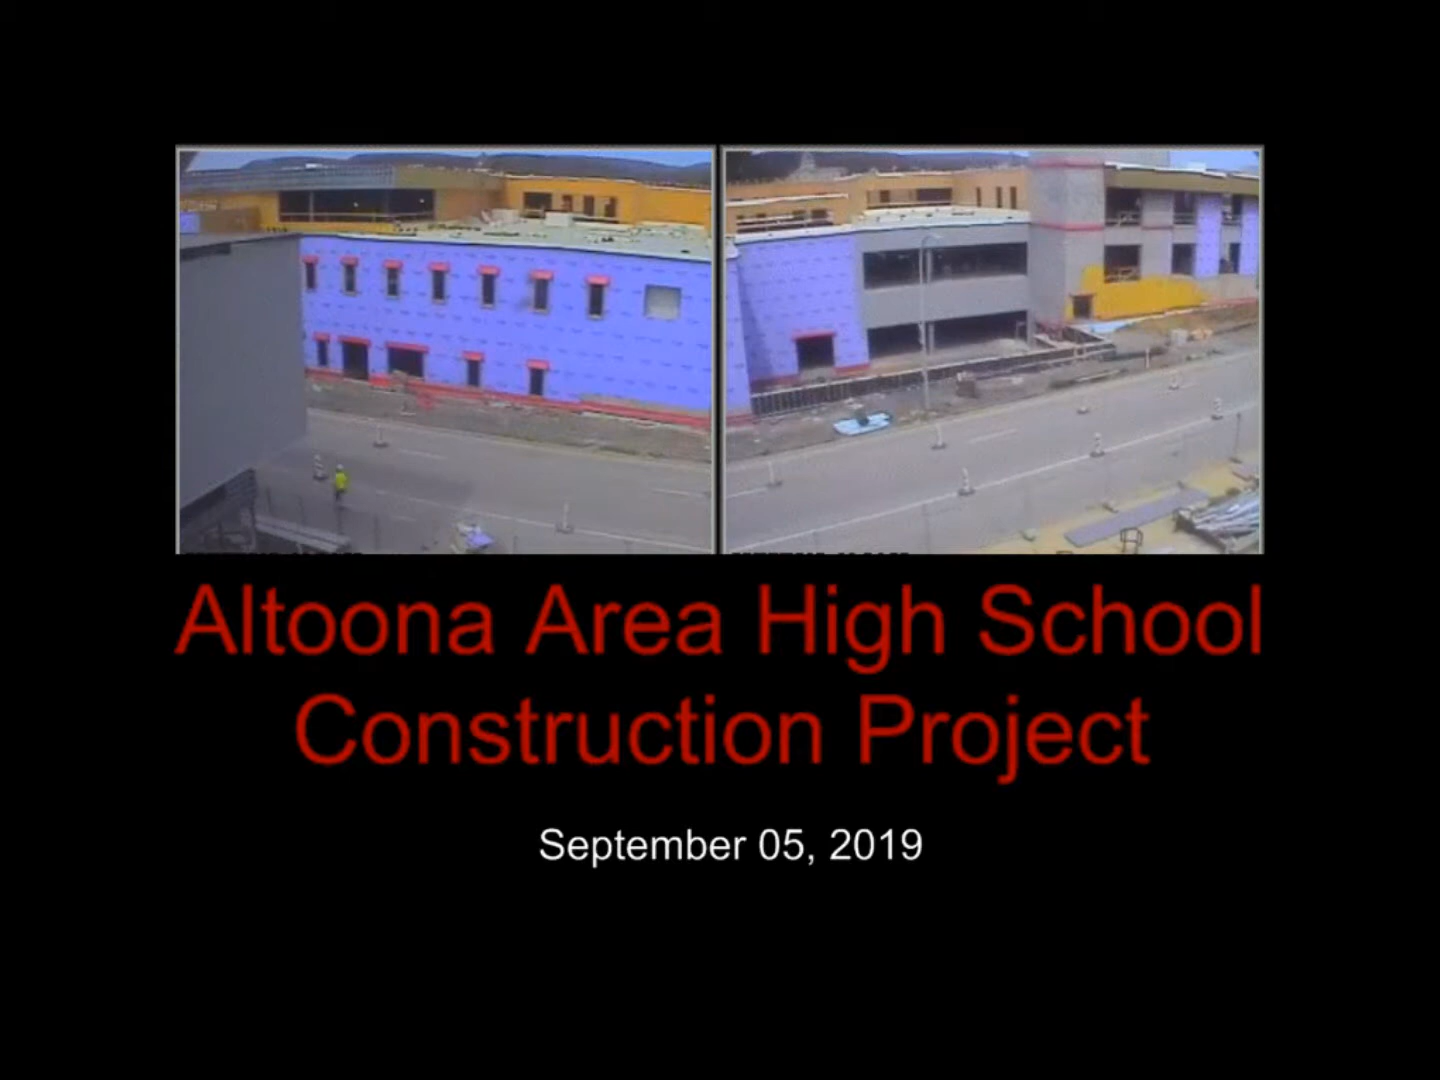 Altoona Area High School
Construction Project
September 05, 2019